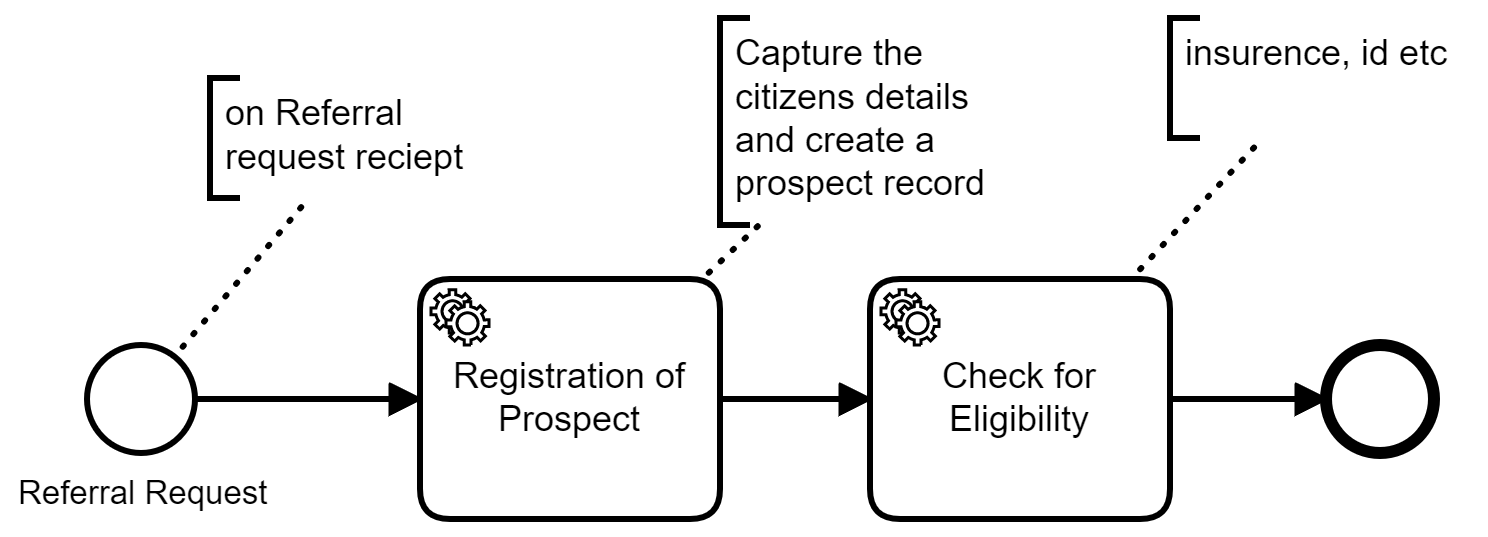 on Referral
request reciept
Capture the
citizens details
and create a
prospect record
insurence, id etc
Registration of
Prospect
Check for
Eligibility
Referral Request